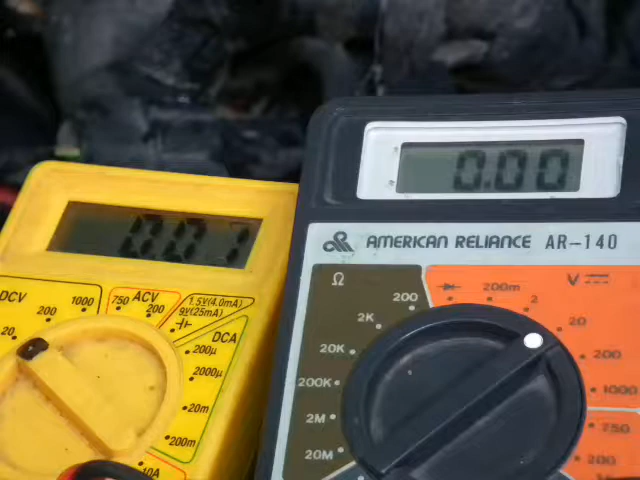 0.00
AMERICAN RELIANCE AR-140
Ω
200
2K
20K
200K
2M
20M
200m
V
2
20
200
1000
750
200
DCV
1000
200
20
ACV
750
200
1.5V(4.0mA)
9V(25mA)
DCA
200µ
2000µ
20m
200m
10A